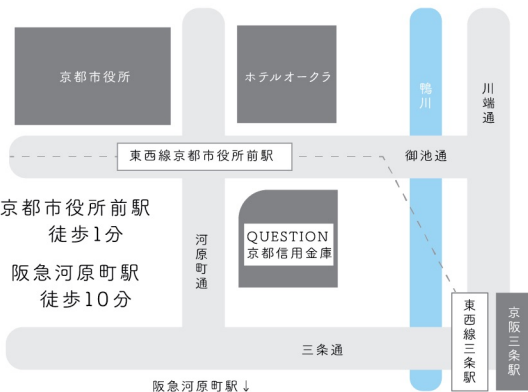 京都市役所
ホテルオークラ
鴨川
川端通
東西線京都市役所前駅
御池通
京都市役所前駅
徒歩1分
阪急河原町駅
徒歩10分
河原町通
QUESTION
京都信用金庫
東西線三条駅
京阪三条駅
三条通
阪急河原町駅↓